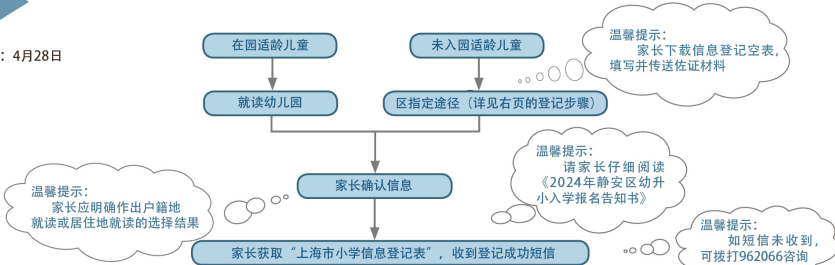 在园适龄儿童
未入园适龄儿童
温馨提示：
家长下载信息登记空表，
填写并传送佐证材料
：4月28日
就读幼儿园
区指定途径（详见右页的登记步骤）
温馨提示：
请家长仔细阅读
《2024年静安区幼升
小入学报名告知书》
家长确认信息
温馨提示：
家长应明确作出户籍地
就读或居住地就读的选择结果
温馨提示：
如短信未收到，
可拨打962066咨询
家长获取“上海市小学信息登记表”，收到登记成功短信